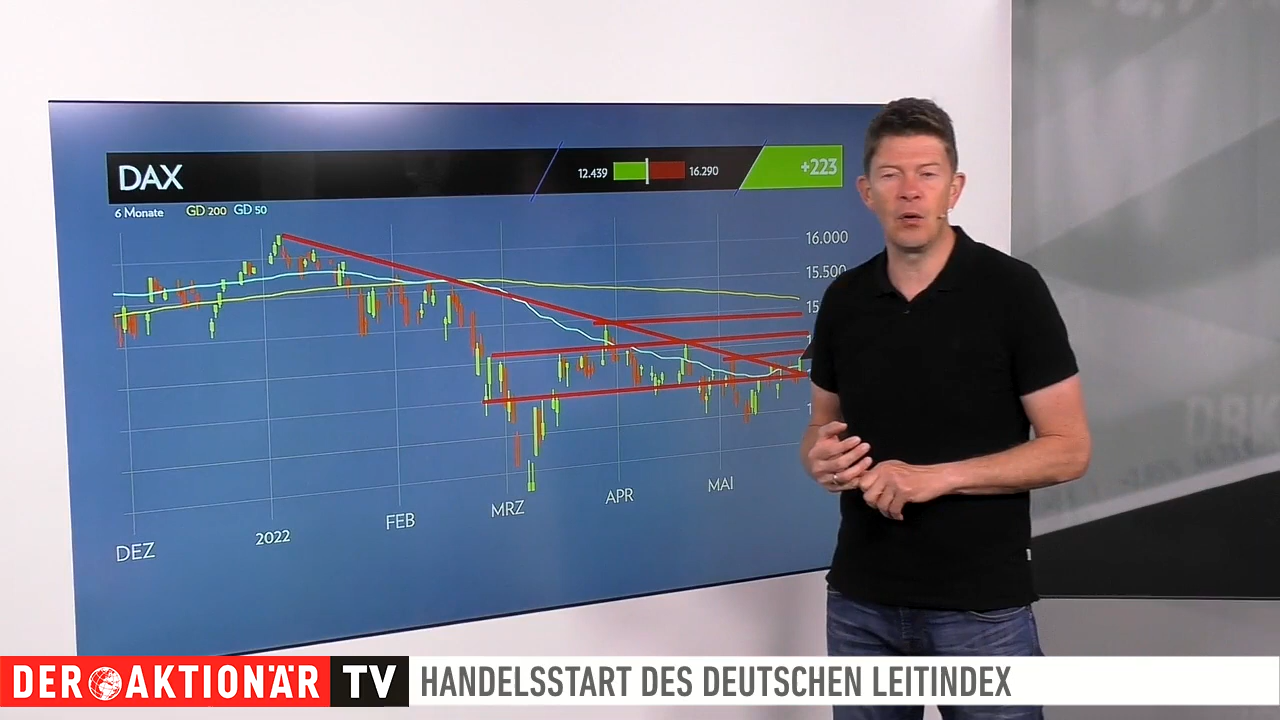 DAX
12.439
16.290
+223
6 Monate GD 200 GD 50
16.000
15.500
15
DEZ
2022
FEB
MRZ
APR
MAI
DER AKTIONÄR TV
HANDELSSTART DES DEUTSCHEN LEITINDEX